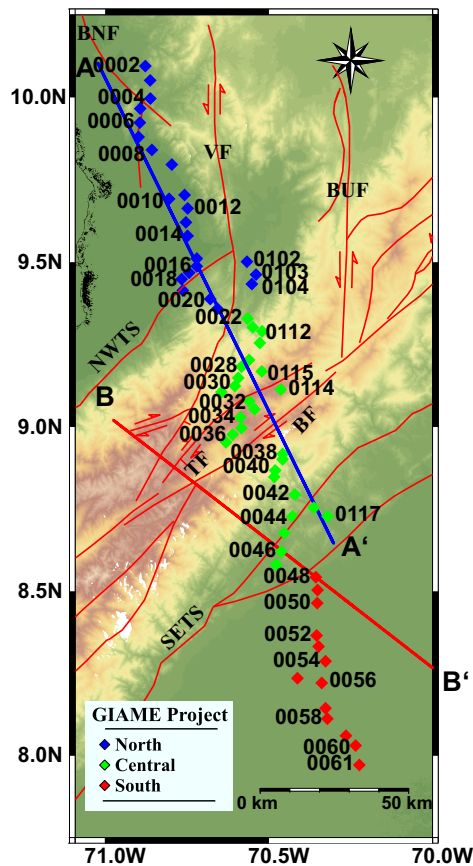 BNF
A
0002
10.0N
0004
0006
VF
0008
BUF
0010
0012
0014
9.5N
0016
0102
0103
0018
0104
0020
0022
0112
NWTS
0028
0115
0030
0114
B
0032
0034
BF
9.0N
0036
0038
TF
0040
0042
0044
0117
0046
A‘
0048
8.5N
0050
SETS
0052
0054
0056
B‘
GIAME Project
0058
North
0060
Central
8.0N
0061
South
0 km
50 km
71.0W
70.5W
70.0W